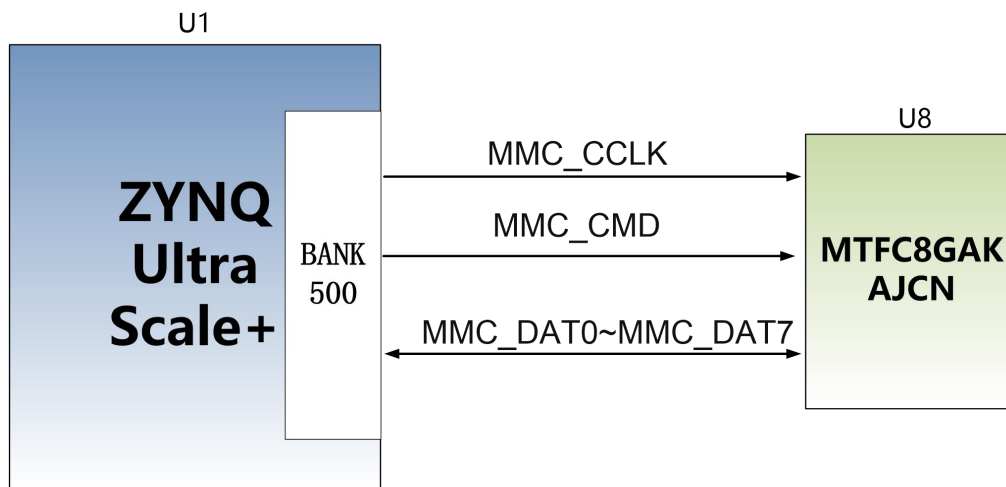 U1
ZYNQ
Ultra
Scale+
BANK
500
MMC_CCLK
MMC_CMD
MMC_DAT0~MMC_DAT7
U8
MTFC8GAK
AJCN